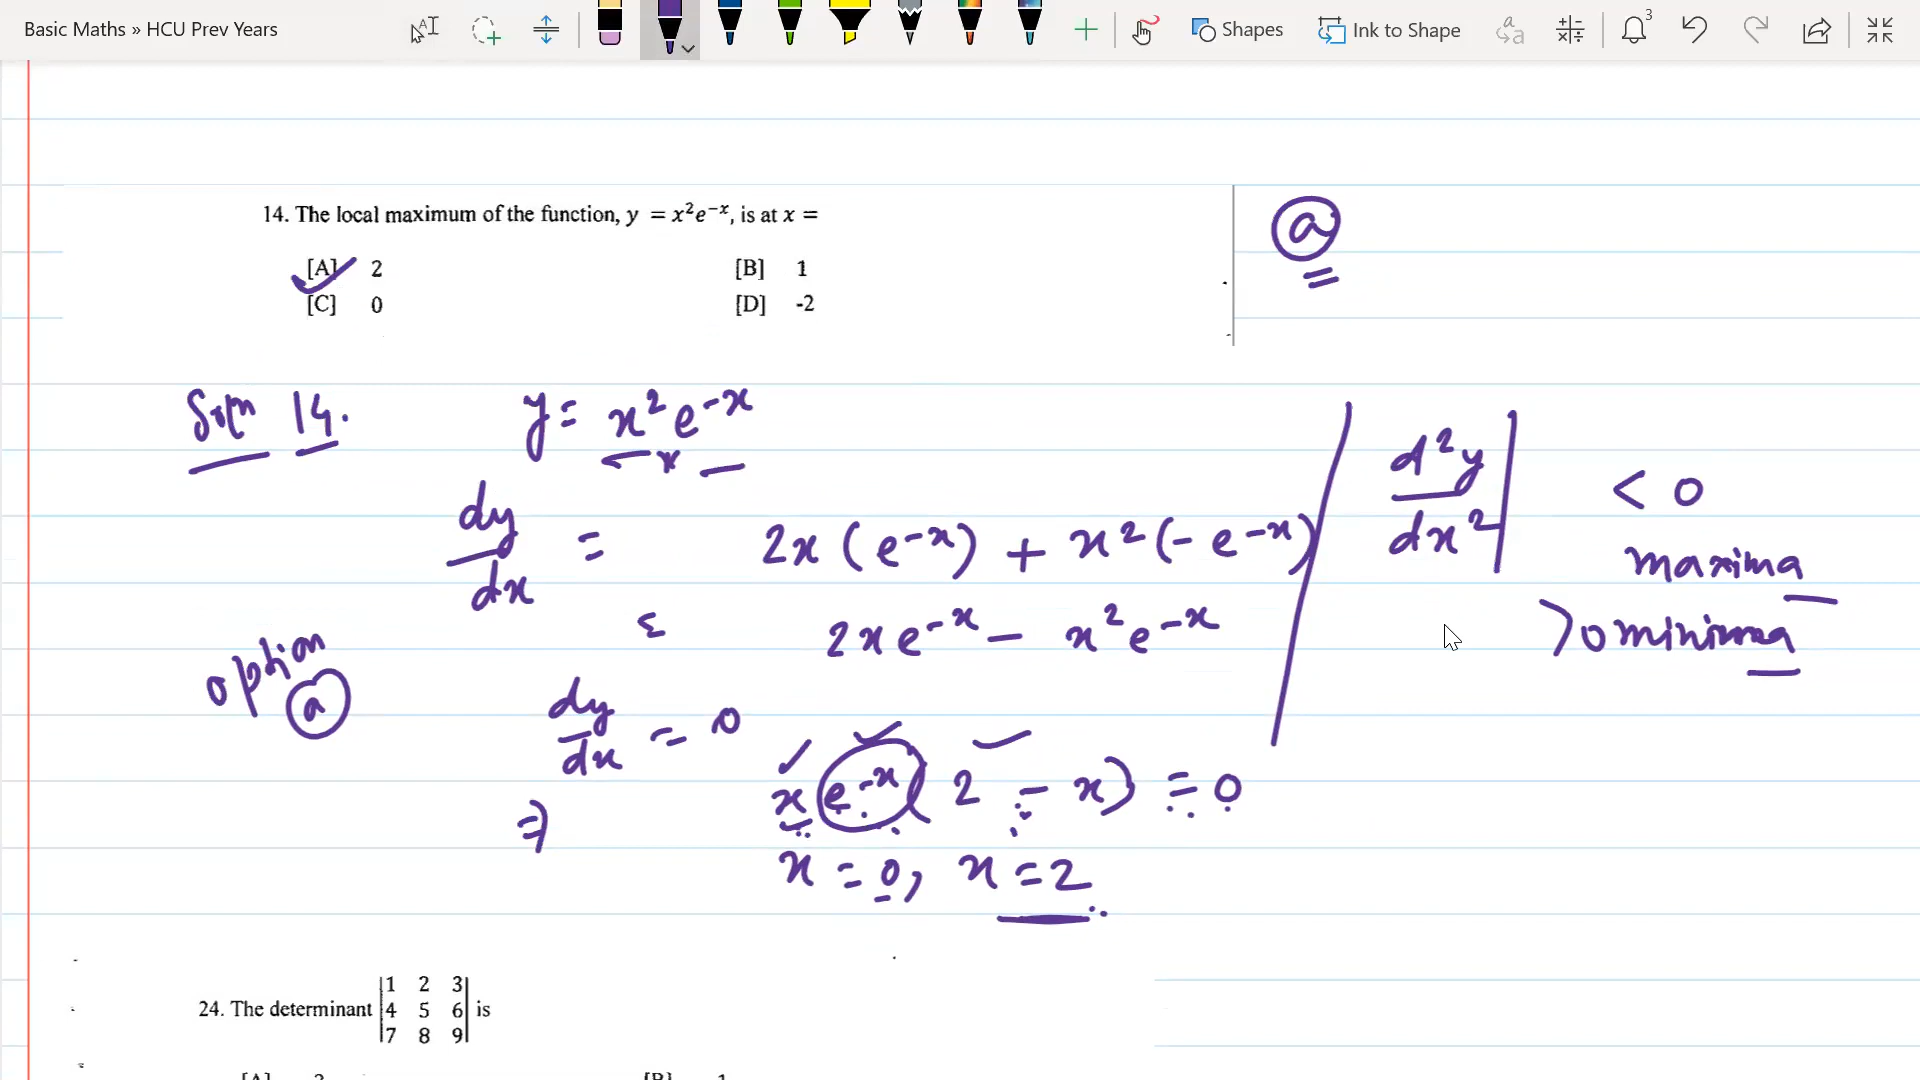 Basic Maths » HCU Prev Years
Shapes
Ink to Shape
3
14. The local maximum of the function, y = x²e⁻ˣ, is at x =
[A] 2 [B] 1
[C] 0 [D] -2
a
Soln 14.
y = x²e⁻ˣ
dy/dx = 2x(e⁻ˣ) + x²(-e⁻ˣ)
d²y/dx² < 0
maxima
> 0 minima
= 2xe⁻ˣ - x²e⁻ˣ
option a
dy/dx = 0
⇒ x e⁻ˣ (2 - x) = 0
x = 0, x = 2
24. The determinant |1 2 3| is
|4 5 6|
|7 8 9|